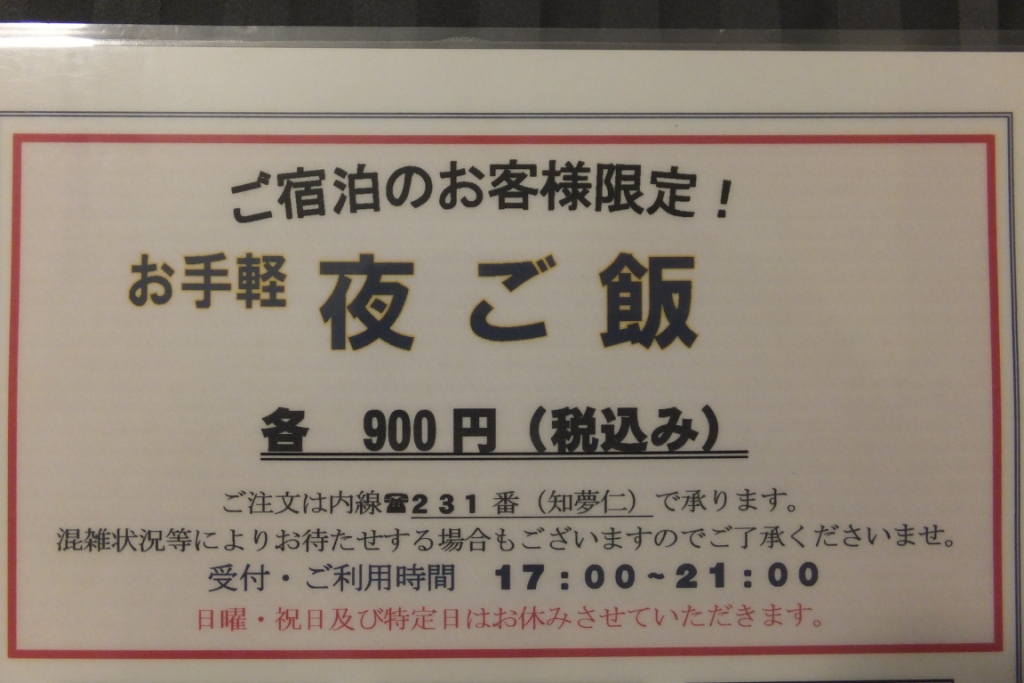 ご宿泊のお客様限定！
お手軽 夜ご飯
各　900円（税込み）
ご注文は内線☎231番（知夢仁）で承ります。
混雑状況等によりお待たせする場合もございますのでご了承くださいませ。
受付・ご利用時間　17：00~21：00
日曜・祝日及び特定日はお休みさせていただきます。